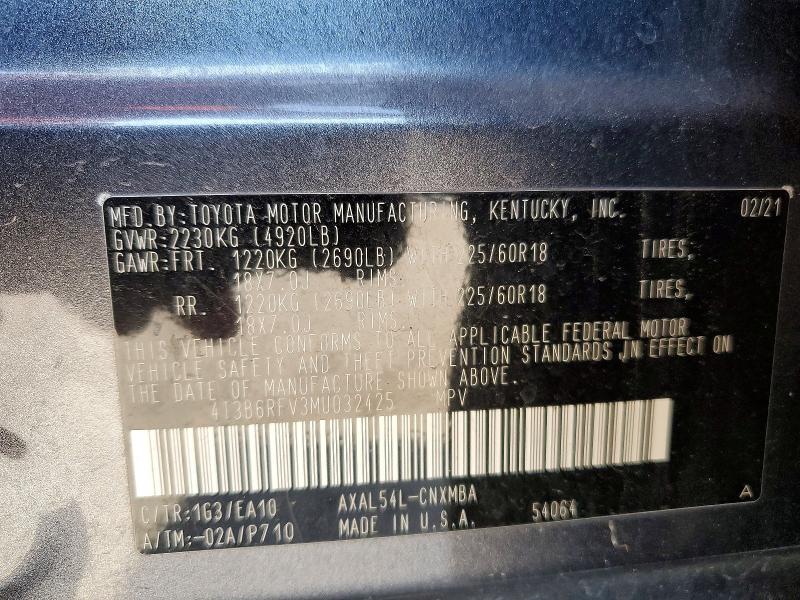 MFD. BY: TOYOTA MOTOR MANUFACTURING, KENTUCKY, INC. 02/21
GVWR: 2230KG (4920LB)
GAWR: FRT. 1220KG (2690LB) WITH 225/60R18 TIRES,
18X7.0J RIMS,
RR. 1220KG (2690LB) WITH 225/60R18 TIRES,
18X7.0J RIMS.
THIS VEHICLE CONFORMS TO ALL APPLICABLE FEDERAL MOTOR
VEHICLE SAFETY AND THEFT PREVENTION STANDARDS IN EFFECT ON
THE DATE OF MANUFACTURE SHOWN ABOVE.
4T3B6RFV3MU032425 MPV
C/TR: 1G3/EA10 AXAL54L-CNXMBA A
A/TM: -02A/P710 MADE IN U.S.A. 54064